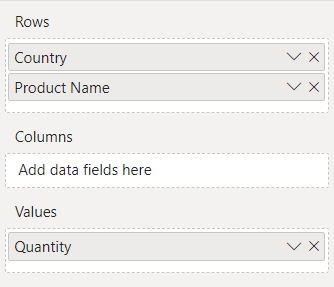 Rows
Country
Product Name
Columns
Add data fields here
Values
Quantity